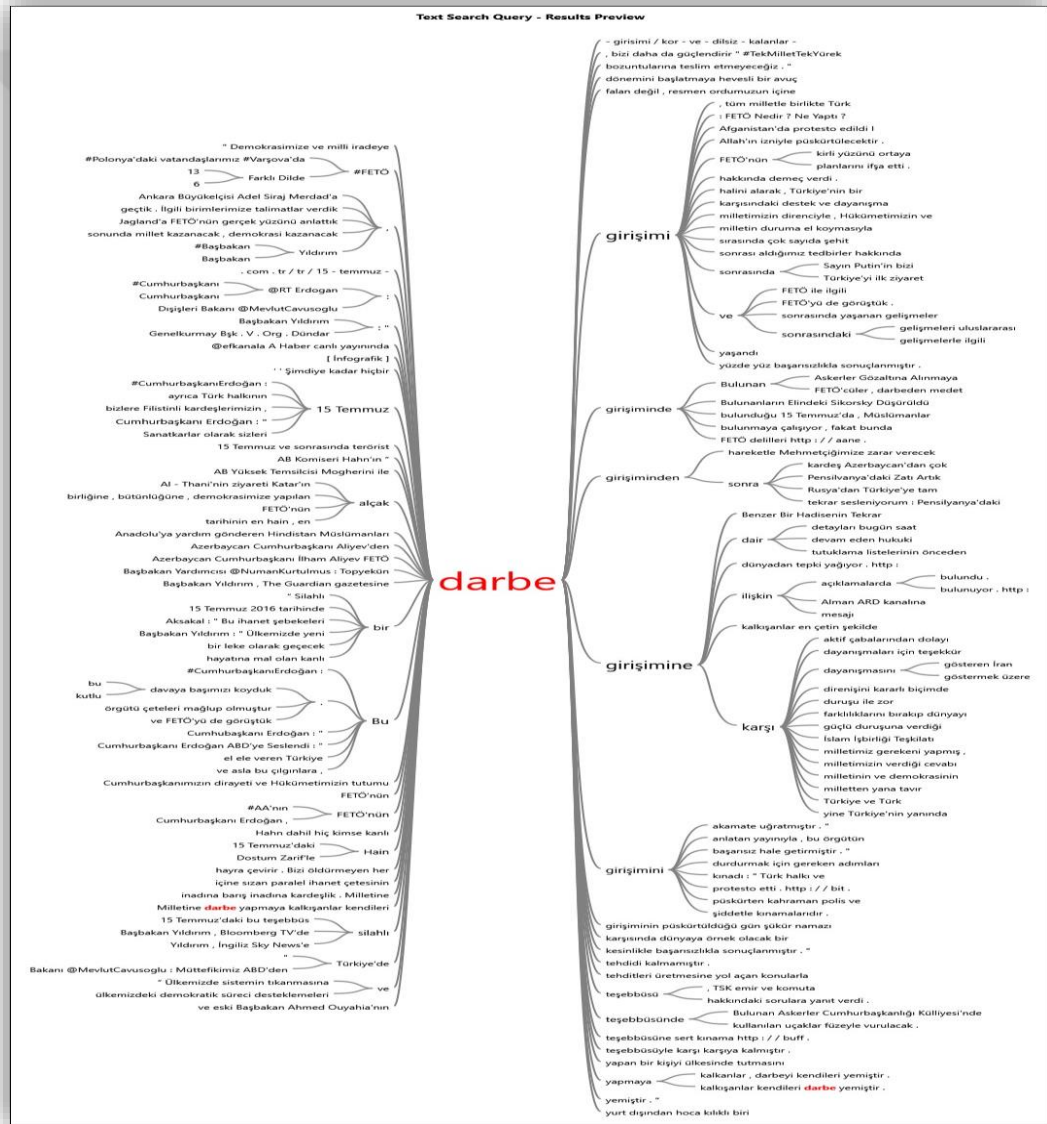 Text Search Query - Results Preview
" Demokrasimize ve milli iradeye
#Polonya'daki vatandaşlarımız #Varşova'da
13
6
Farklı Dilde
#FETÖ
Ankara Büyükelçisi Adel Siraj Merdad'a
geçtik . İlgili birimlerimize talimatlar verdik
Jagland'a FETÖ'nün gerçek yüzünü anlattık
sonunda millet kazanacak , demokrasi kazanacak
#Başbakan
Başbakan
Yıldırım
,
. com . tr / tr / 15 - temmuz -
#Cumhurbaşkanı
Cumhurbaşkanı
@RT Erdogan
Dışişleri Bakanı @MevlutCavusoglu
:
Başbakan Yıldırım
Genelkurmay Bşk . V . Org . Dündar
: "
@efkanala A Haber canlı yayınında
[ İnfografik ]
' ' Şimdiye kadar hiçbir
#CumhurbaşkanıErdoğan :
ayrıca Türk halkının
bizlere Filistinli kardeşlerimizin ,
Cumhurbaşkanı Erdoğan : "
Sanatkarlar olarak sizleri
15 Temmuz
15 Temmuz ve sonrasında terörist
AB Komiseri Hahn'ın "
AB Yüksek Temsilcisi Mogherini ile
Al - Thani'nin ziyareti Katar'ın
birliğine , bütünlüğüne , demokrasimize yapılan
FETÖ'nün
tarihinin en hain , en
alçak
Anadolu'ya yardım gönderen Hindistan Müslümanları
Azerbaycan Cumhurbaşkanı Aliyev'den
Azerbaycan Cumhurbaşkanı İlham Aliyev FETÖ
Başbakan Yardımcısı @NumanKurtulmus : Topyekün
Başbakan Yıldırım , The Guardian gazetesine
" Silahlı
15 Temmuz 2016 tarihinde
Aksakal : " Bu ihanet şebekeleri
Başbakan Yıldırım : " Ülkemizde yeni
bir leke olarak geçecek
hayatına mal olan kanlı
bir
#CumhurbaşkanıErdoğan :
bu
kutlu
davaya başımızı koyduk
örgütü çeteleri mağlup olmuştur
ve FETÖ'yü de görüştük
.
Cumhubaşkanı Erdoğan : "
Cumhurbaşkanı Erdoğan ABD'ye Seslendi : "
el ele veren Türkiye
ve asla bu çılgınlara ,
Bu
Cumhurbaşkanımızın dirayeti ve Hükümetimizin tutumu
FETÖ'nün
#AA'nın
Cumhurbaşkanı Erdoğan ,
FETÖ'nün
Hahn dahil hiç kimse kanlı
15 Temmuz'daki
Dostum Zarif'le
Hain
hayra çevirir . Bizi öldürmeyen her
içine sızan paralel ihanet çetesinin
inadına barış inadına kardeşlik . Milletine
Milletine darbe yapmaya kalkışanlar kendileri
15 Temmuz'daki bu teşebbüs
Başbakan Yıldırım , Bloomberg TV'de
Yıldırım , İngiliz Sky News'e
silahlı
"
Bakanı @MevlutCavusoglu : Müttefikimiz ABD'den
Türkiye'de
" Ülkemizde sistemin tıkanmasına
ülkemizdeki demokratik süreci desteklemeleri
ve
ve eski Başbakan Ahmed Ouyahia'nın
darbe
- girisimi / kor - ve - dilsiz - kalanlar -
, bizi daha da güçlendirir " #TekMilletTekYürek
bozuntularına teslim etmeyeceğiz . "
dönemini başlatmaya hevesli bir avuç
falan değil , resmen ordumuzun içine
girişimi
, tüm milletle birlikte Türk
: FETÖ Nedir ? Ne Yaptı ?
Afganistan'da protesto edildi I
Allah'ın izniyle püskürtülecektir .
FETÖ'nün
kirli yüzünü ortaya
planlarını ifşa etti .
hakkında demeç verdi .
halini alarak , Türkiye'nin bir
karşısındaki destek ve dayanışma
milletimizin direnciyle , Hükümetimizin ve
milletin duruma el koymasıyla
sırasında çok sayıda şehit
sonrası aldığımız tedbirler hakkında
sonrasında
Sayın Putin'in bizi
Türkiye'yi ilk ziyaret
ve
FETÖ ile ilgili
FETÖ'yü de görüştük .
sonrasında yaşanan gelişmeler
sonrasındaki
gelişmeleri uluslararası
gelişmelerle ilgili
yaşandı
yüzde yüz başarısızlıkla sonuçlanmıştır .
girişiminde
Bulunan
Askerler Gözaltına Alınmaya
FETÖ'cüler , darbeden medet
Bulunanların Elindeki Sikorsky Düşürüldü
bulunduğu 15 Temmuz'da , Müslümanlar
bulunmaya çalışıyor , fakat bunda
FETÖ delilleri http : / / aane .
girişiminden
hareketle Mehmetçiğimize zarar verecek
sonra
kardeş Azerbaycan'dan çok
Pensilvanya'daki Zatı Artık
Rusya'dan Türkiye'ye tam
tekrar sesleniyorum : Pensilyanya'daki
girişimine
Benzer Bir Hadisenin Tekrar
dair
detayları bugün saat
devam eden hukuki
tutuklama listelerinin önceden
dünyadan tepki yağıyor . http :
ilişkin
açıklamalarda
bulundu .
bulunuyor . http :
Alman ARD kanalına
mesajı
kalkışanlar en çetin şekilde
karşı
aktif çabalarından dolayı
dayanışmaları için teşekkür
dayanışmasını
gösteren İran
göstermek üzere
direnişini kararlı biçimde
duruşu ile zor
farklılıklarını bırakıp dünyayı
güçlü duruşuna verdiği
İslam İşbirliği Teşkilatı
milletimiz gerekeni yapmış ,
milletimizin verdiği cevabı
milletinin ve demokrasinin
milletten yana tavır
Türkiye ve Türk
yine Türkiye'nin yanında
girişimini
akamate uğratmıştır . "
anlatan yayınıyla , bu örgütün
başarısız hale getirmiştir . "
durdurmak için gereken adımları
kınadı : " Türk halkı ve
protesto etti . http : / / bit .
püskürten kahraman polis ve
şiddetle kınamalarıdır .
girişiminin püskürtüldüğü gün şükür namazı
karşısında dünyaya örnek olacak bir
kesinlikle başarısızlıkla sonuçlanmıştır . "
tehdidi kalmamıştır .
tehditleri üretmesine yol açan konularla
teşebbüsü
, TSK emir ve komuta
hakkındaki sorulara yanıt verdi .
teşebbüsünde
Bulunan Askerler Cumhurbaşkanlığı Külliyesi'nde
kullanılan uçaklar füzeyle vurulacak .
teşebbüsüne sert kınama http : / / buff .
teşebbüsüyle karşı karşıya kalmıştır .
yapan bir kişiyi ülkesinde tutmasını
yapmaya
kalkanlar , darbeyi kendileri yemiştir .
kalkışanlar kendileri darbe yemiştir .
yemiştir . "
yurt dışından hoca kılıklı biri